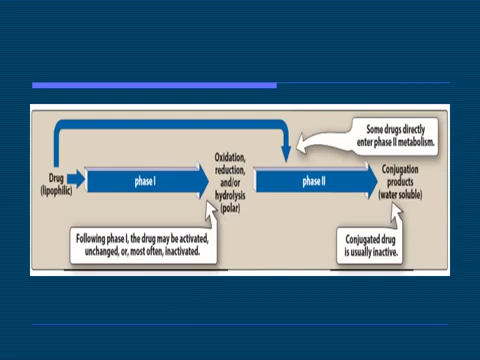 Some drugs directly
enter phase II metabolism.
Drug
(lipophilic)
phase I
Oxidation,
reduction,
and/or
hydrolysis
(polar)
phase II
Conjugation
products
(water soluble)
Following phase I, the drug may be activated,
unchanged, or, most often, inactivated.
Conjugated drug
is usually inactive.